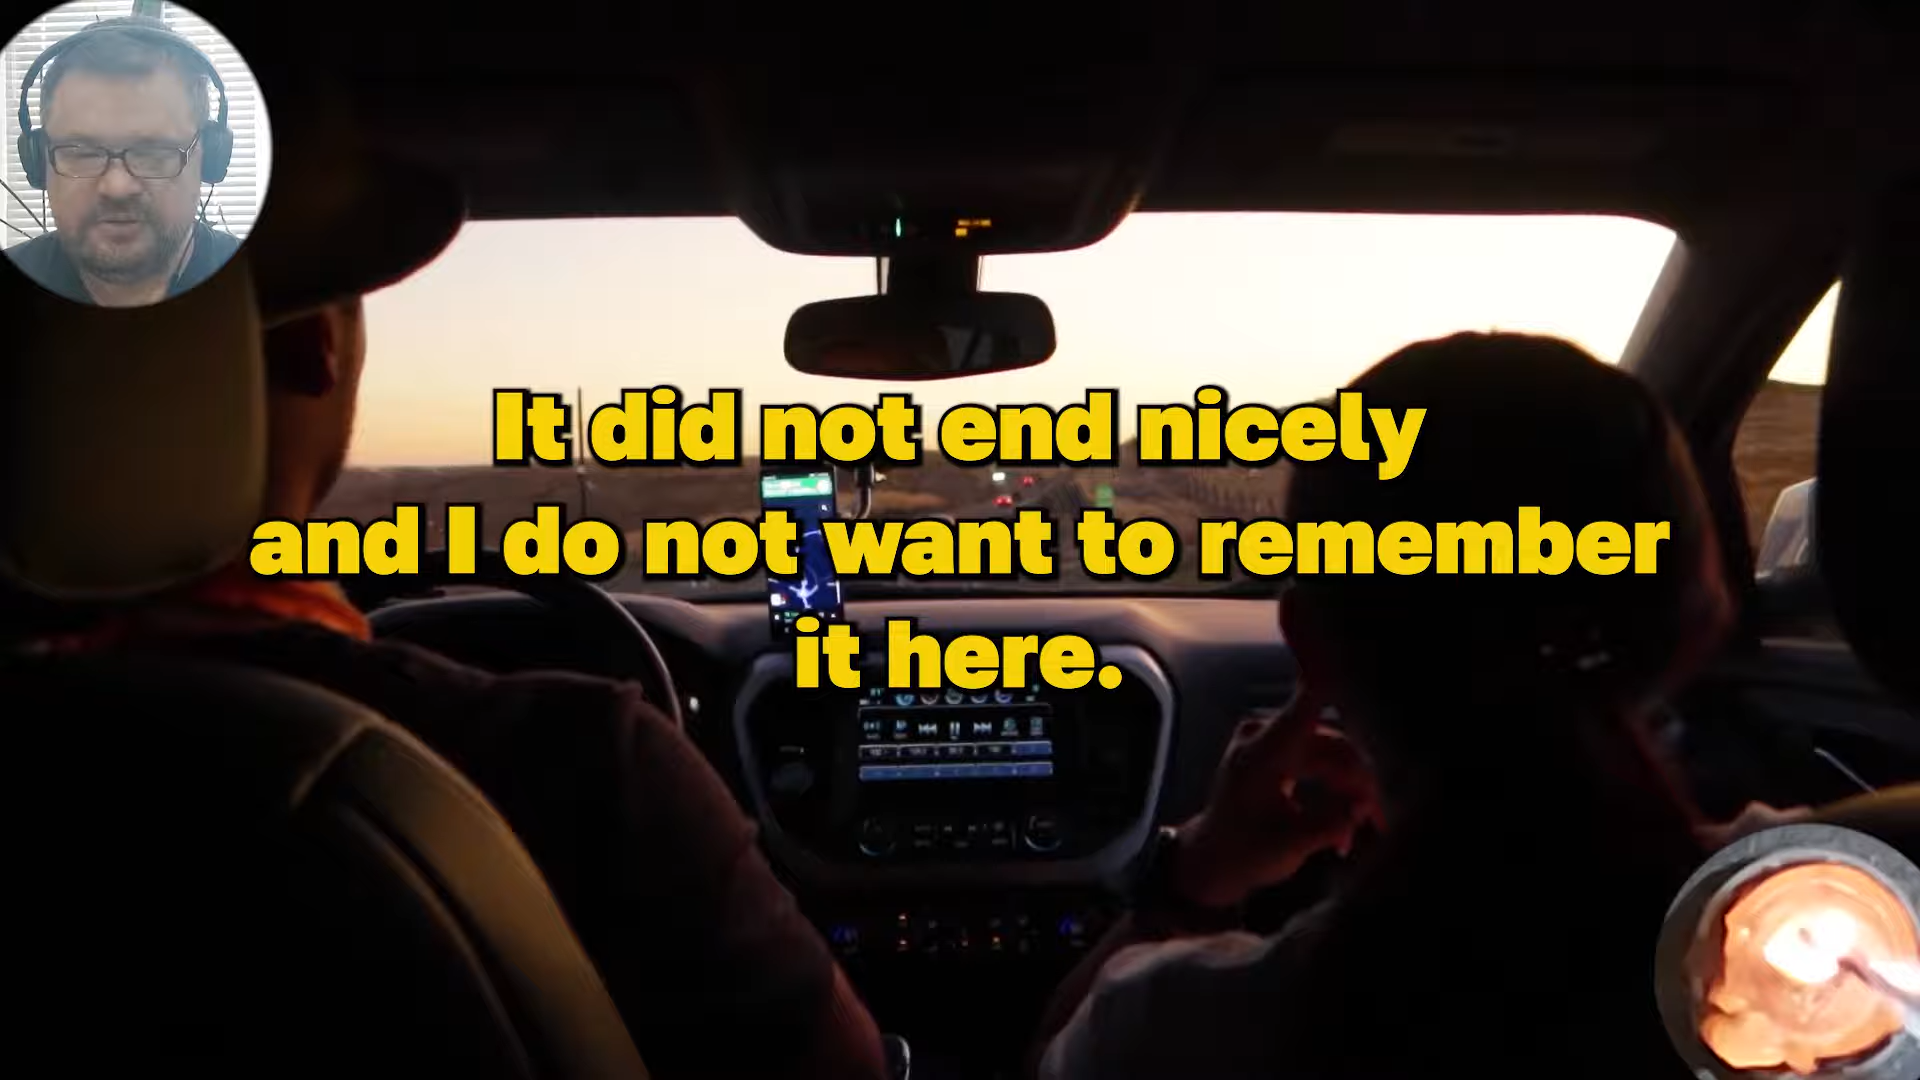 It did not end nicely
and I do not want to remember
it here.